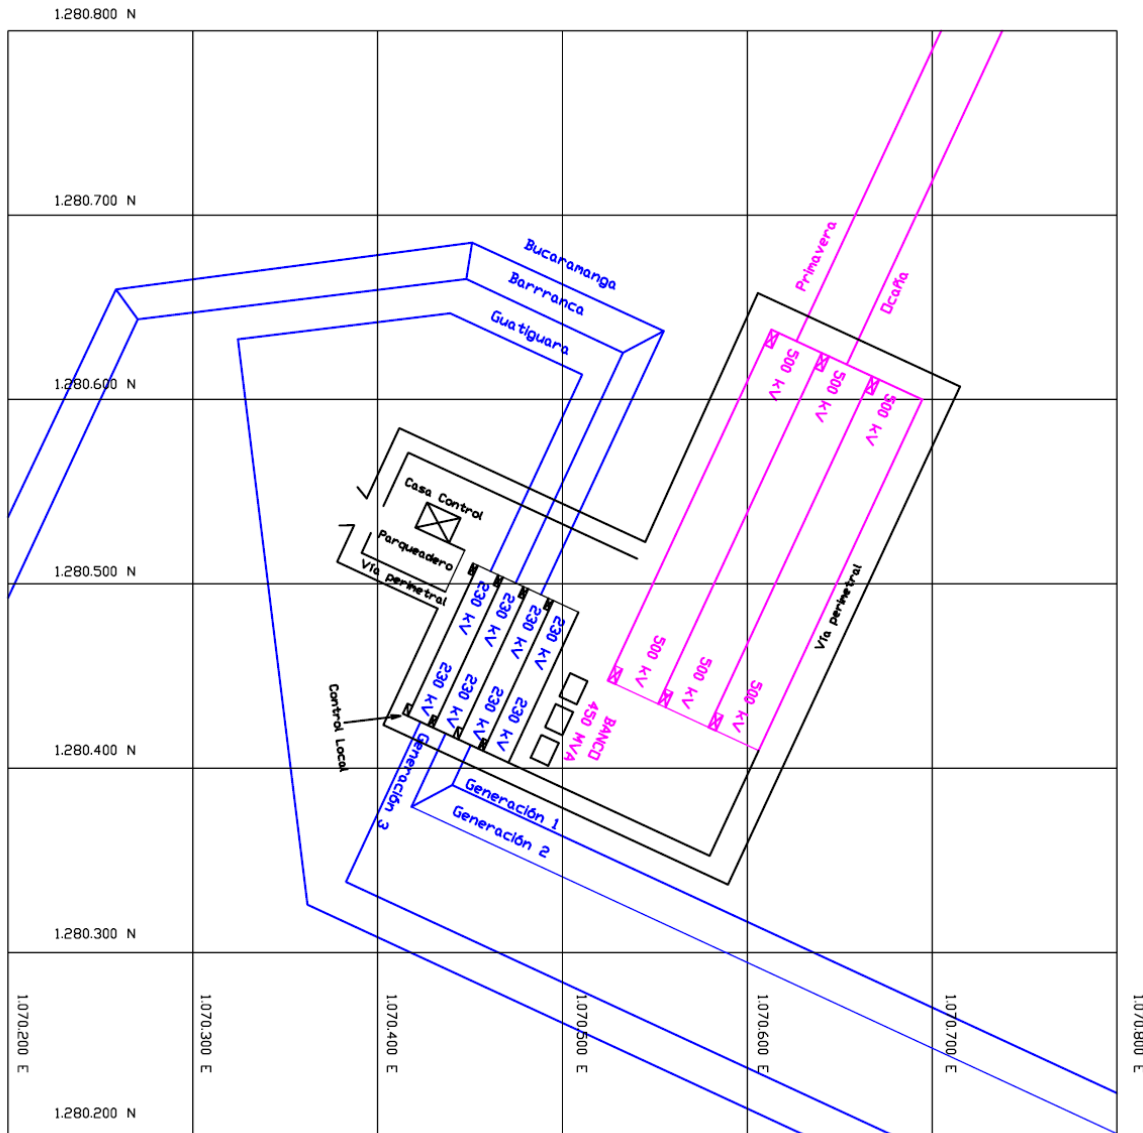 1.280.800 N
1.280.700 N
Bucaramanga
Barrranca
Guatiguara
Primavera
Ocaña
1.280.600 N
500 kV
500 kV
500 kV
Casa Control
Parqueadero
Vía perimetral
1.280.500 N
230 kV
230 kV
230 kV
230 kV
Vía perimetral
500 kV
500 kV
500 kV
230 kV
230 kV
230 kV
230 kV
BANCO
450 MVA
Control Local
1.280.400 N
Generación 3
Generación 1
Generación 2
1.280.300 N
1.070.200 E
1.070.300 E
1.070.400 E
1.070.500 E
1.070.600 E
1.070.700 E
1.070.800 E
1.280.200 N